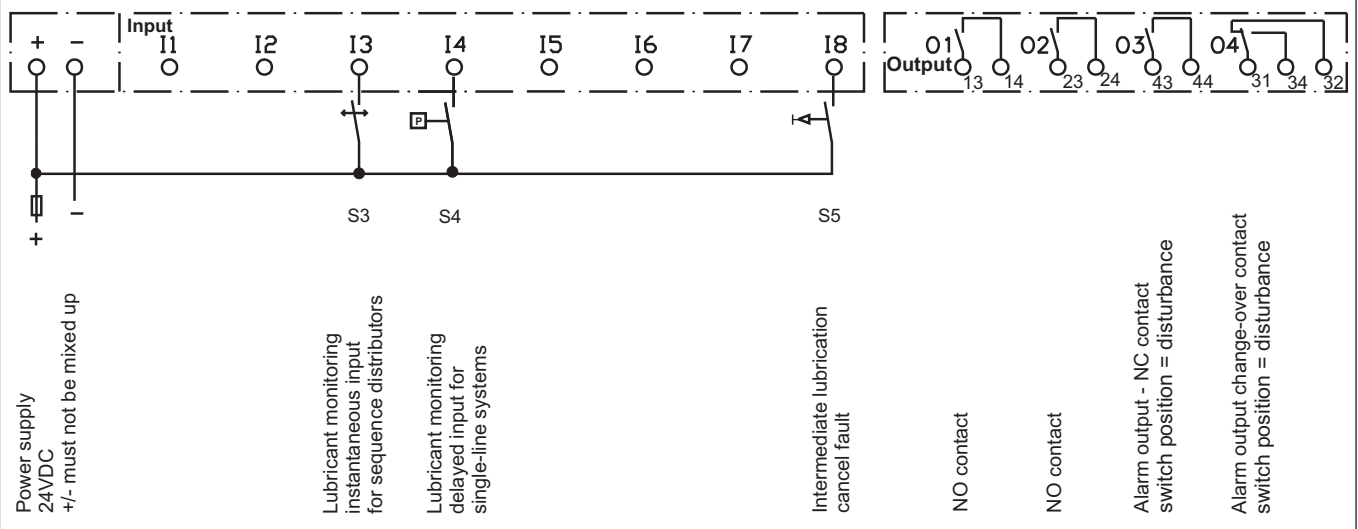 Input
+ – I1 I2 I3 I4 I5 I6 I7 I8
O1 O2 O3 O4
Output
13 14 23 24 43 44 31 34 32
P
–
+
S3 S4 S5
Power supply
24VDC
+/- must not be mixed up
Lubricant monitoring
instantaneous input
for sequence distributors
Lubricant monitoring
delayed input for
single-line systems
Intermediate lubrication
cancel fault
NO contact
NO contact
Alarm output - NC contact
switch position = disturbance
Alarm output change-over contact
switch position = disturbance